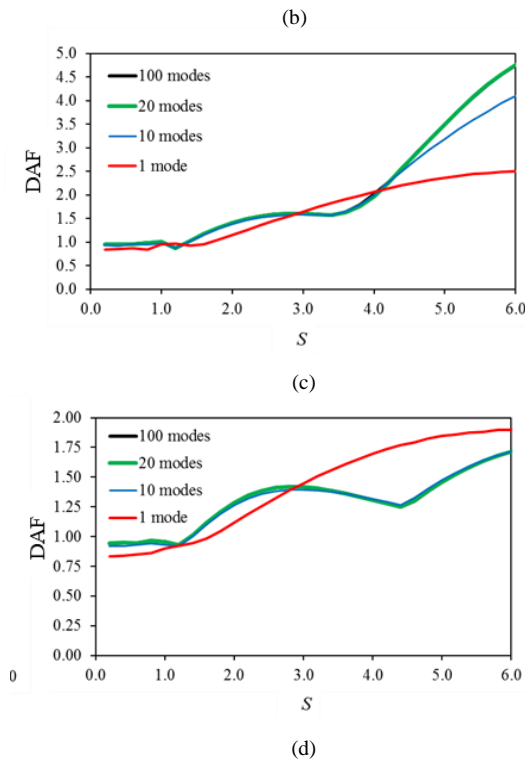 (b)
5.0
4.5
4.0
3.5
3.0
2.5
2.0
1.5
1.0
0.5
0.0
DAF
100 modes
20 modes
10 modes
1 mode
0.0 1.0 2.0 3.0 4.0 5.0 6.0
S
(c)
2.00
1.75
1.50
1.25
1.00
0.75
0.50
0.25
0.00
DAF
100 modes
20 modes
10 modes
1 mode
0
0.0 1.0 2.0 3.0 4.0 5.0 6.0
S
(d)